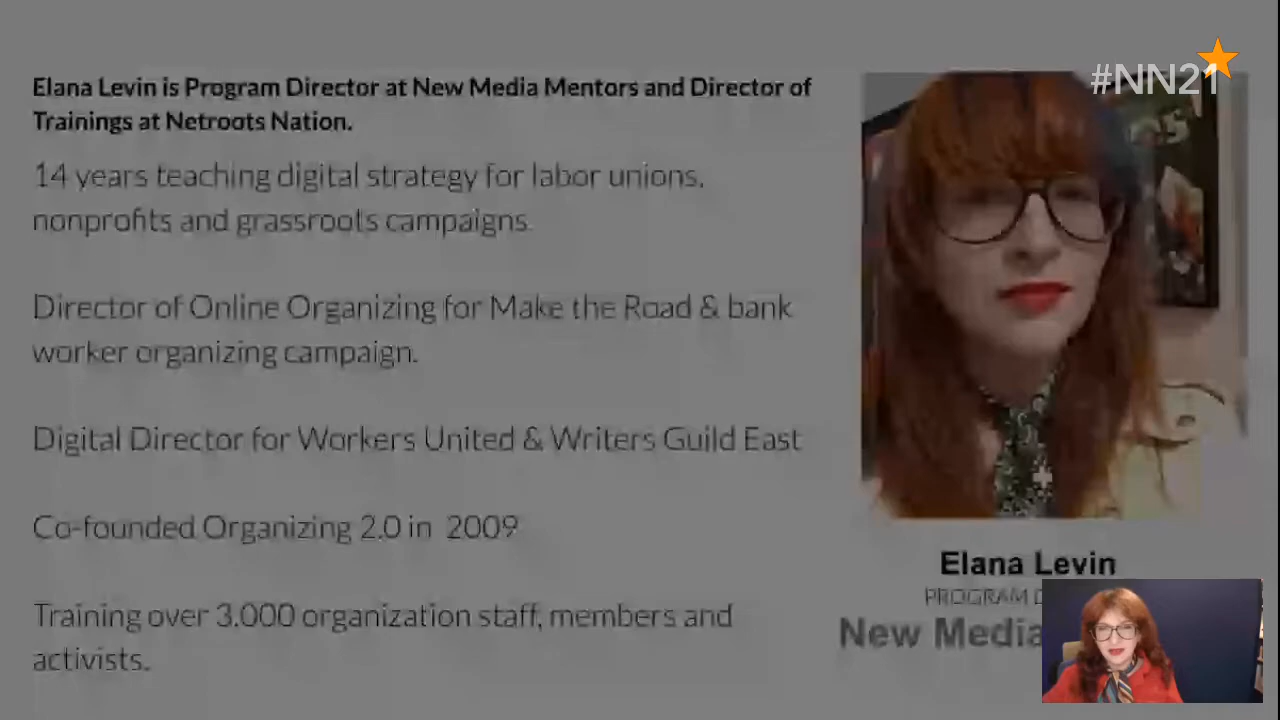 #NN21
Elana Levin is Program Director at New Media Mentors and Director of
Trainings at Netroots Nation.
14 years teaching digital strategy for labor unions,
nonprofits and grassroots campaigns.
Director of Online Organizing for Make the Road & bank
worker organizing campaign.
Digital Director for Workers United & Writers Guild East
Co-founded Organizing 2.0 in 2009
Training over 3,000 organization staff, members and
activists.
Elana Levin
PROGRAM
New Media